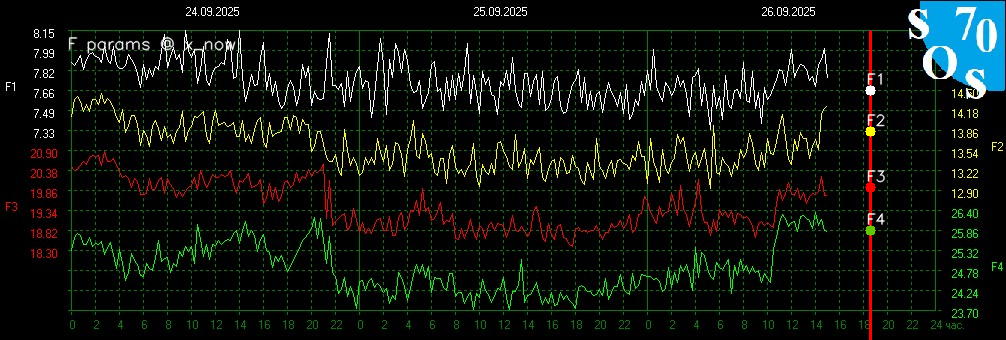 24.09.2025 25.09.2025 26.09.2025
SOS 70
F params @ x_now
8.15
7.99
7.82
F1 7.66
7.49
7.33
20.90
20.38
19.86
F3 19.34
18.82
18.30
F1
F2
F3
F4
14.50
14.18
13.86
F2
13.54
13.22
12.90
26.40
25.86
25.32
F4
24.78
24.24
23.70
0 2 4 6 8 10 12 14 16 18 20 22 0 2 4 6 8 10 12 14 16 18 20 22 0 2 4 6 8 10 12 14 16 18 20 22 24 час.